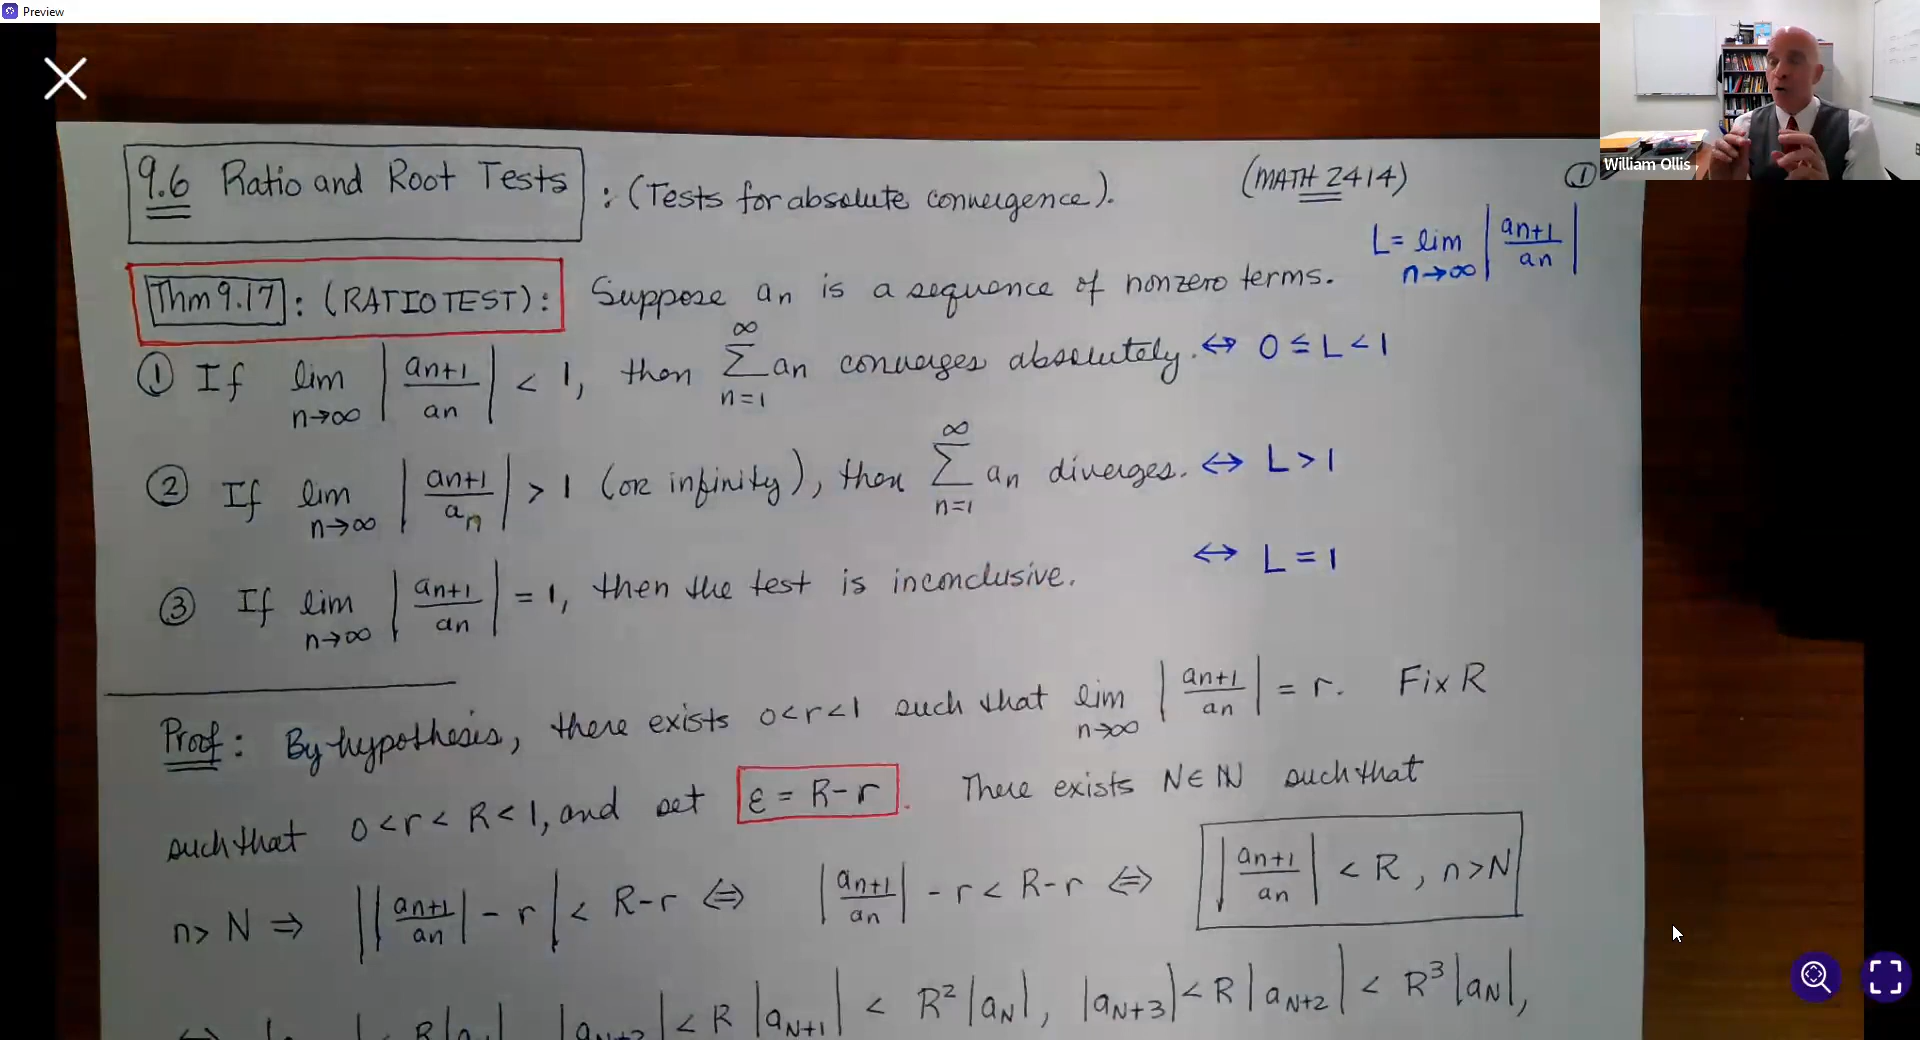 Preview
William Ollis
9.6 Ratio and Root Tests : (Tests for absolute convergence). (MATH 2414) ①
L = lim n→∞ |an+1/an|
Thm 9.17 : (RATIO TEST) : Suppose an is a sequence of nonzero terms.
① If lim n→∞ |an+1/an| < 1, then ∞ Σ n=1 an converges absolutely. ↔ 0 ≤ L < 1
② If lim n→∞ |an+1/an| > 1 (or infinity), then ∞ Σ n=1 an diverges. ↔ L > 1
③ If lim n→∞ |an+1/an| = 1, then the test is inconclusive. ↔ L = 1
Proof : By hypothesis, there exists 0<r<1 such that lim n→∞ |an+1/an| = r. Fix R
such that 0<r<R<1, and set ε = R-r. There exists N∈ℕ such that
n> N ⇒ ||an+1/an| - r| < R-r ⇔ |an+1/an| - r < R-r ⇔ |an+1/an| < R, n>N
< R |aN+1| < R² |aN|, |aN+3| < R |aN+2| < R³ |aN|,